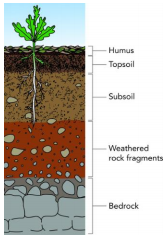 Humus
Topsoil
Subsoil
Weathered
rock fragments
Bedrock